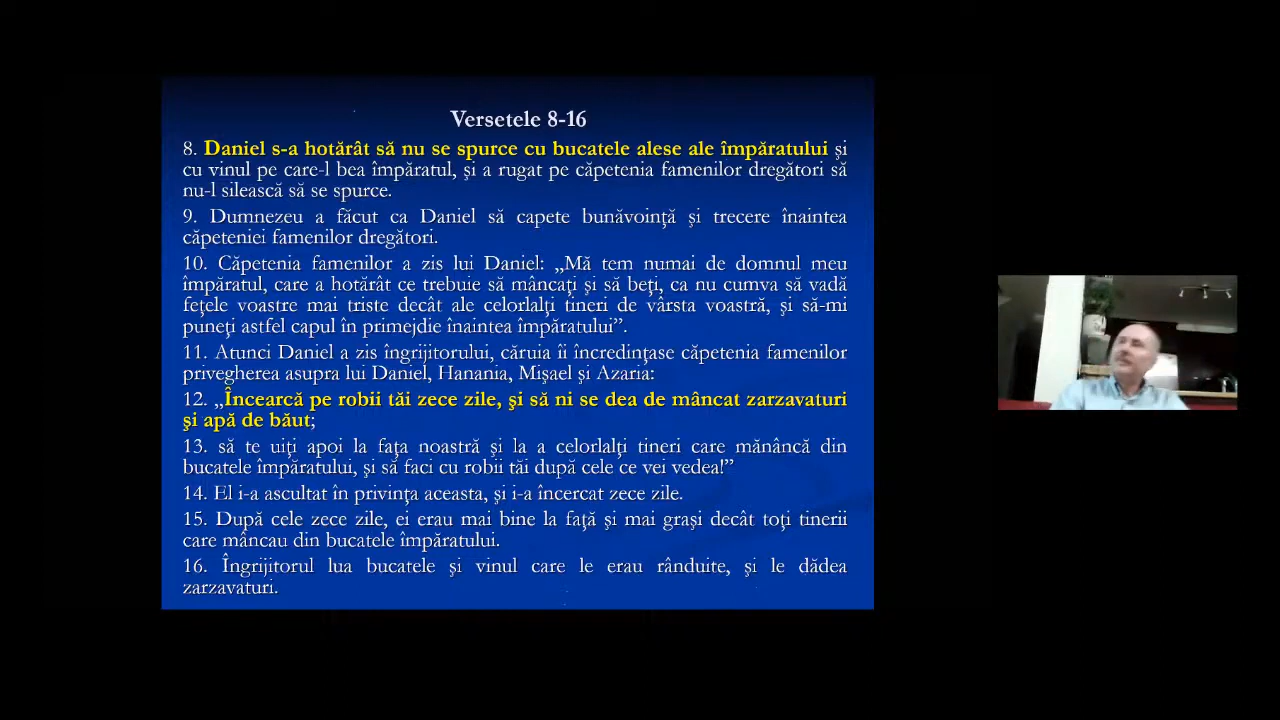 Versetele 8-16
8. Daniel s-a hotărât să nu se spurce cu bucatele alese ale împăratului şi
cu vinul pe care-l bea împăratul, şi a rugat pe căpetenia famenilor dregători să
nu-l silească să se spurce.
9. Dumnezeu a făcut ca Daniel să capete bunăvoinţă şi trecere înaintea
căpeteniei famenilor dregători.
10. Căpetenia famenilor a zis lui Daniel: „Mă tem numai de domnul meu
împăratul, care a hotărât ce trebuie să mâncaţi şi să beţi, ca nu cumva să vadă
feţele voastre mai triste decât ale celorlalţi tineri de vârsta voastră, şi să-mi
puneţi astfel capul în primejdie înaintea împăratului”.
11. Atunci Daniel a zis îngrijitorului, căruia îi încredinţase căpetenia famenilor
privegherea asupra lui Daniel, Hanania, Mişael şi Azaria:
12. „Încearcă pe robii tăi zece zile, şi să ni se dea de mâncat zarzavaturi
şi apă de băut;
13. să te uiţi apoi la faţa noastră şi la a celorlalţi tineri care mănâncă din
bucatele împăratului, şi să faci cu robii tăi după cele ce vei vedea!”
14. El i-a ascultat în privinţa aceasta, şi i-a încercat zece zile.
15. După cele zece zile, ei erau mai bine la faţă şi mai graşi decât toţi tinerii
care mâncau din bucatele împăratului.
16. Îngrijitorul lua bucatele şi vinul care le erau rânduite, şi le dădea
zarzavaturi.